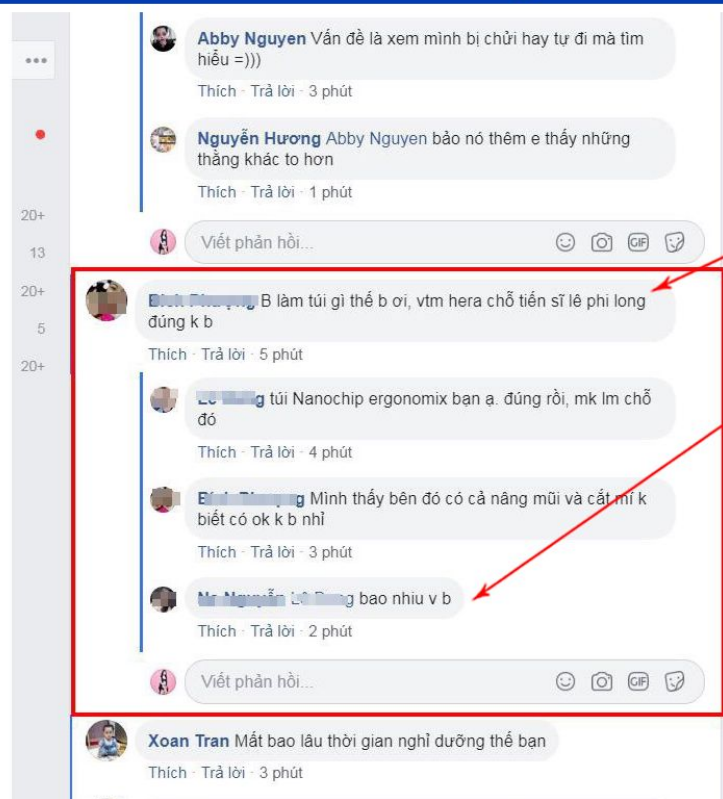 Abby Nguyen Vấn đề là xem mình bị chửi hay tự đi mà tìm
hiểu =)))
Thích · Trả lời · 3 phút
Nguyễn Hương Abby Nguyen bảo nó thêm e thấy những
thằng khác to hơn
Thích · Trả lời · 1 phút
20+
Viết phản hồi...
GIF
13
20+
B làm túi gì thế b ơi, vtm hera chỗ tiến sĩ lê phi long
đúng k b
5
Thích · Trả lời · 5 phút
20+
túi Nanochip ergonomix bạn ạ. đúng rồi, mk lm chỗ
đó
Thích · Trả lời · 4 phút
Mình thấy bên đó có cả nâng mũi và cắt mí k
biết có ok k b nhỉ
Thích · Trả lời · 3 phút
bao nhiu v b
Thích · Trả lời · 2 phút
Viết phản hồi...
GIF
Xoan Tran Mất bao lâu thời gian nghỉ dưỡng thế bạn
Thích · Trả lời · 3 phút